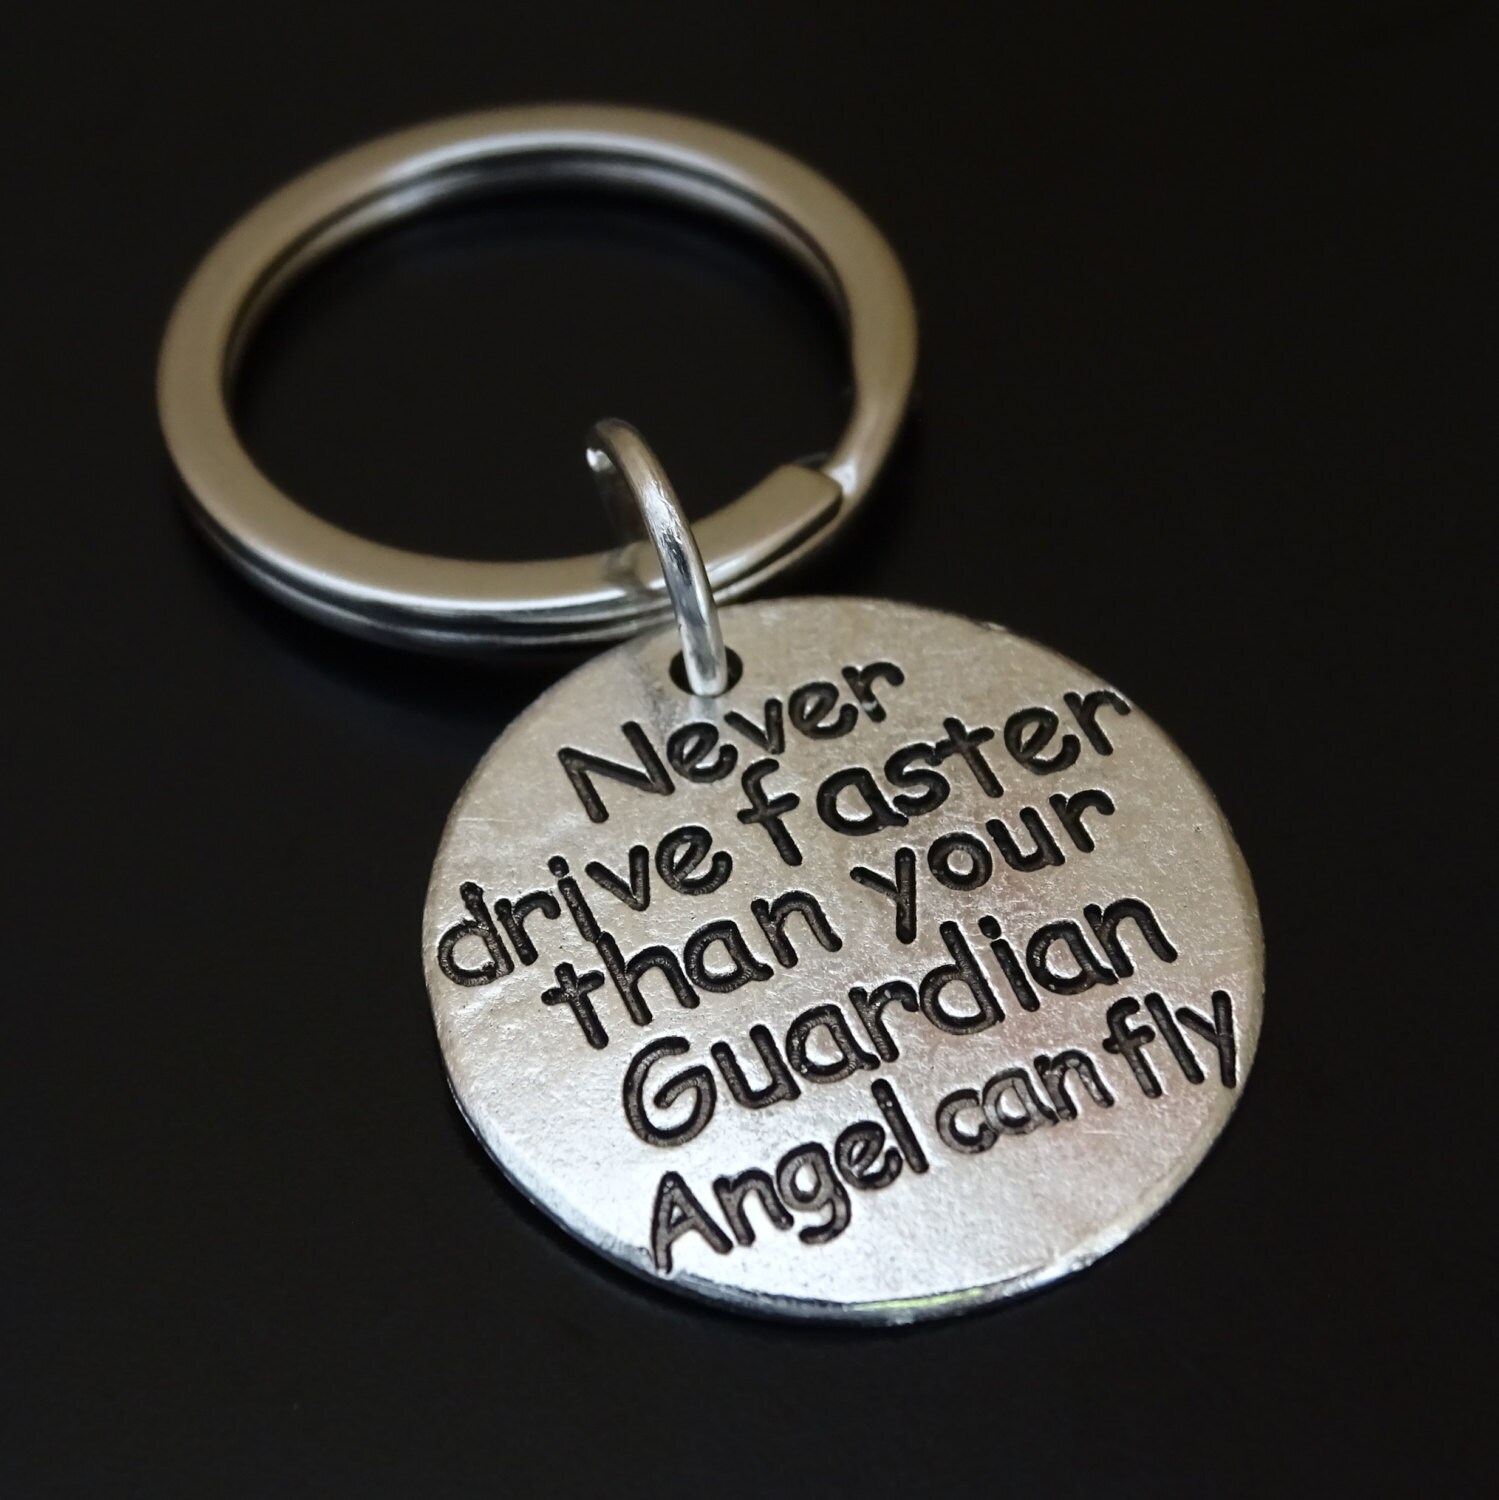 Never
drive faster
than your
Guardian
Angel can fly